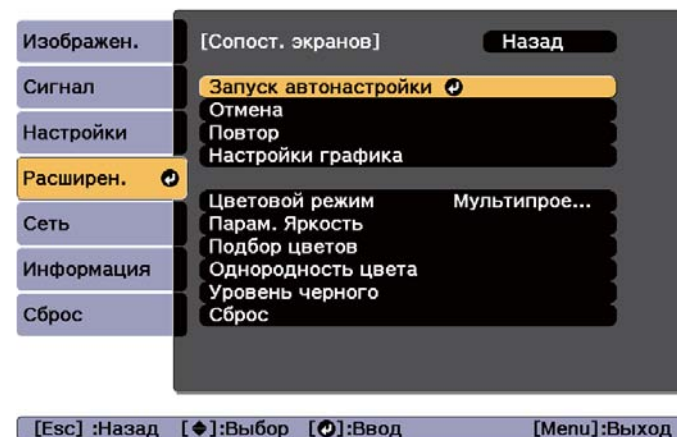 Изображен.
Сигнал
Настройки
Расширен.
Сеть
Информация
Сброс
[Сопост. экранов] Назад
Запуск автонастройки
Отмена
Повтор
Настройки графика
Цветовой режим Мультипрое...
Парам. Яркость
Подбор цветов
Однородность цвета
Уровень черного
Сброс
[Esc] :Назад [◆]:Выбор [⏎]:Ввод [Menu]:Выход